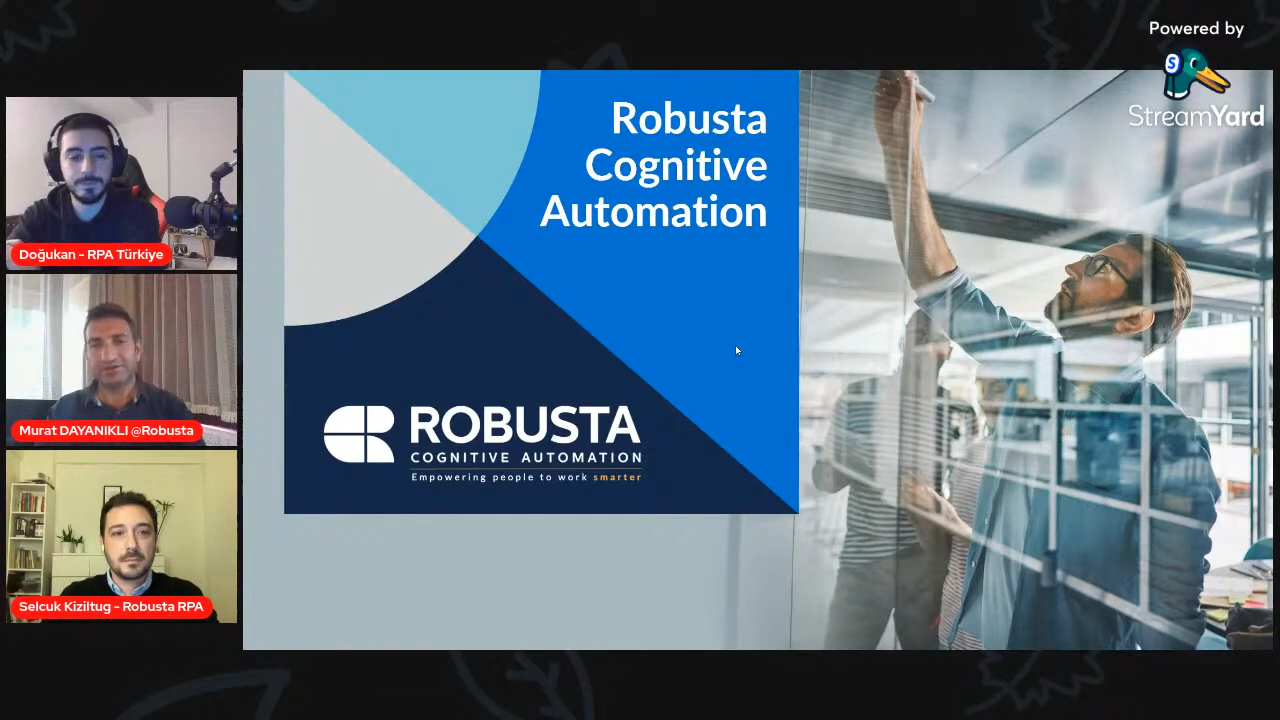 Powered by
S
StreamYard
Doğukan - RPA Türkiye
Murat DAYANIKLI @Robusta
Selcuk Kiziltug - Robusta RPA
Robusta
Cognitive
Automation
ROBUSTA
COGNITIVE AUTOMATION
Empowering people to work smarter